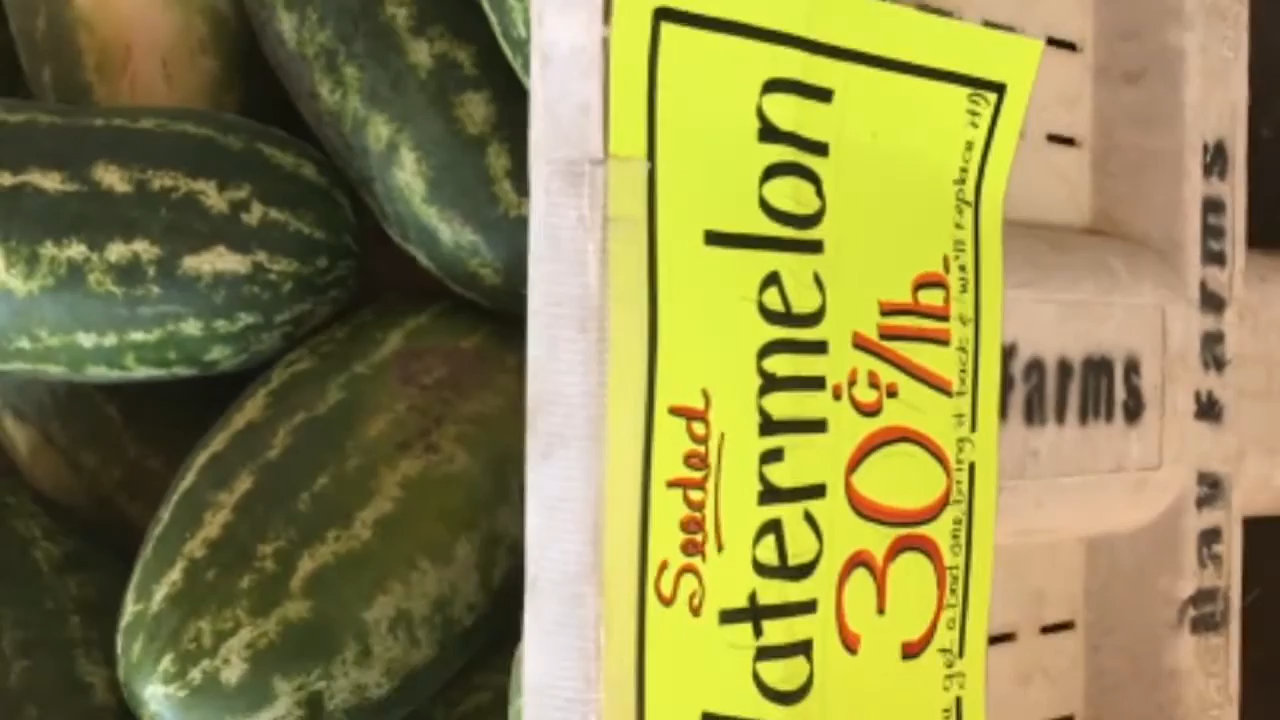 Seeded
atermelon
30¢/lb.
get a bad one, bring it back & we'll replace it!
Farms
Farms